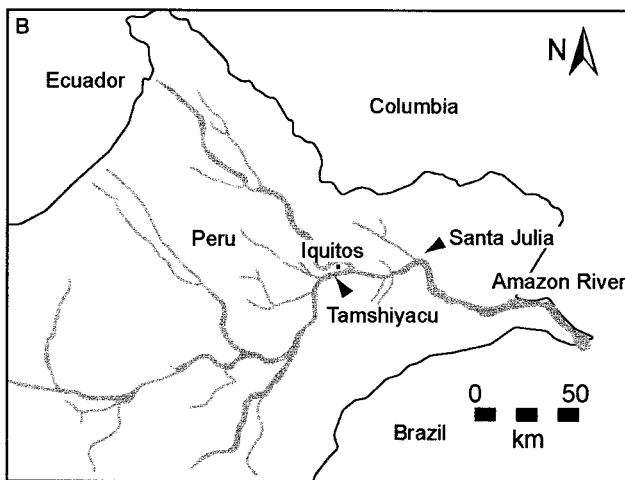 B
N
Ecuador
Columbia
Peru
Iquitos
Santa Julia
Amazon River
Tamshiyacu
0 50
km
Brazil